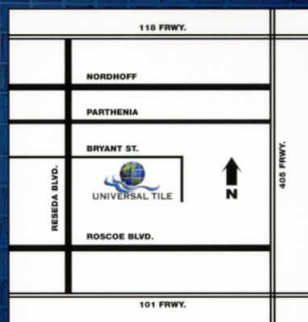 118 FRWY.
NORDHOFF
PARTHENIA
BRYANT ST.
UNIVERSAL TILE
RESEDA BLVD.
N
405 FRWY.
ROSCOE BLVD.
101 FRWY.